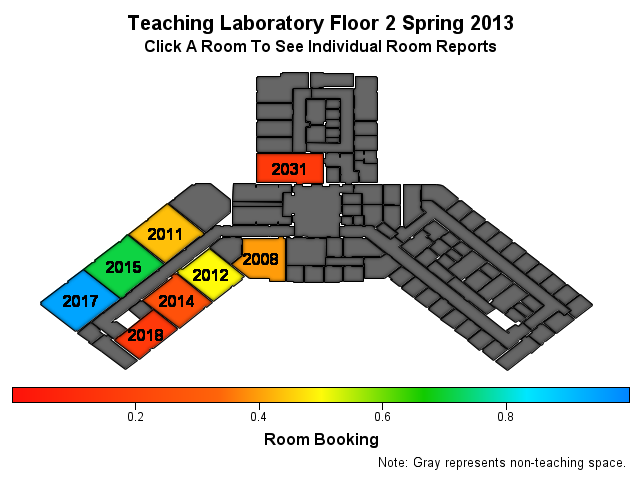 Teaching Laboratory Floor 2 Spring 2013
Click A Room To See Individual Room Reports
2031
2011
2015
2008
2012
2017
2014
2018
0.2 0.4 0.6 0.8
Room Booking
Note: Gray represents non-teaching space.